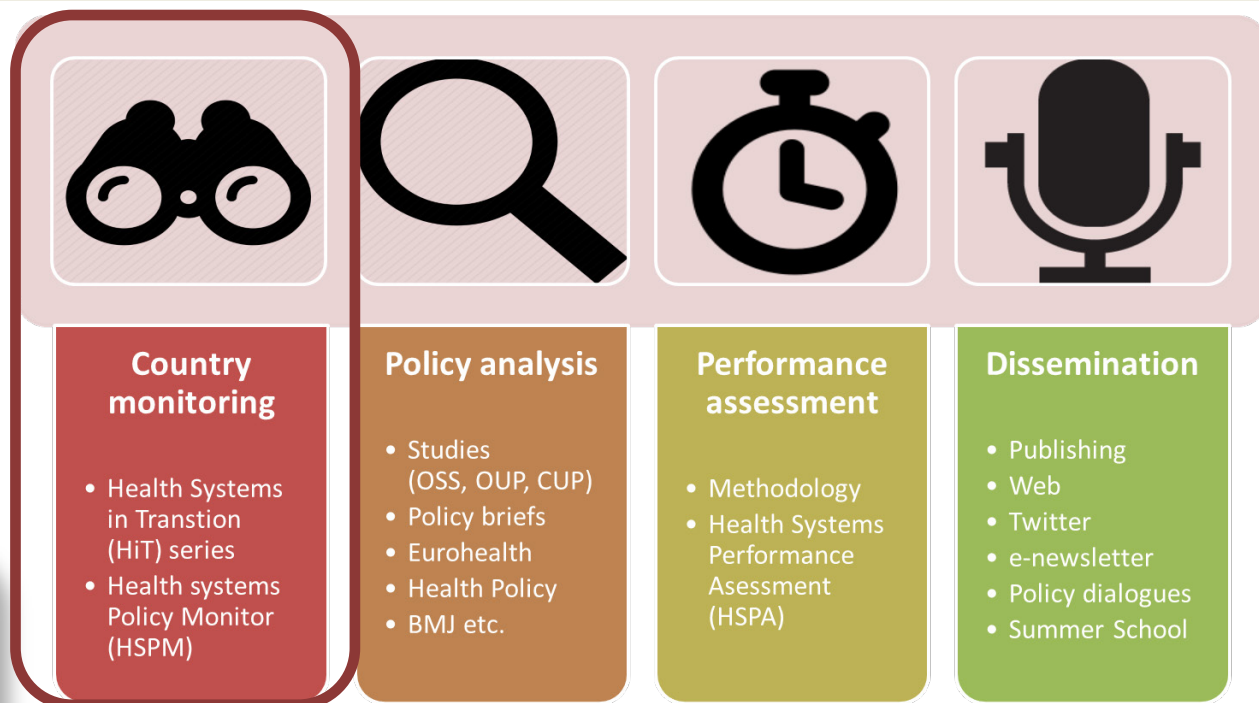 Country
monitoring
• Health Systems
in Transtion
(HiT) series
• Health systems
Policy Monitor
(HSPM)
Policy analysis
• Studies
(OSS, OUP, CUP)
• Policy briefs
• Eurohealth
• Health Policy
• BMJ etc.
Performance
assessment
• Methodology
• Health Systems
Performance
Asessment
(HSPA)
Dissemination
• Publishing
• Web
• Twitter
• e-newsletter
• Policy dialogues
• Summer School